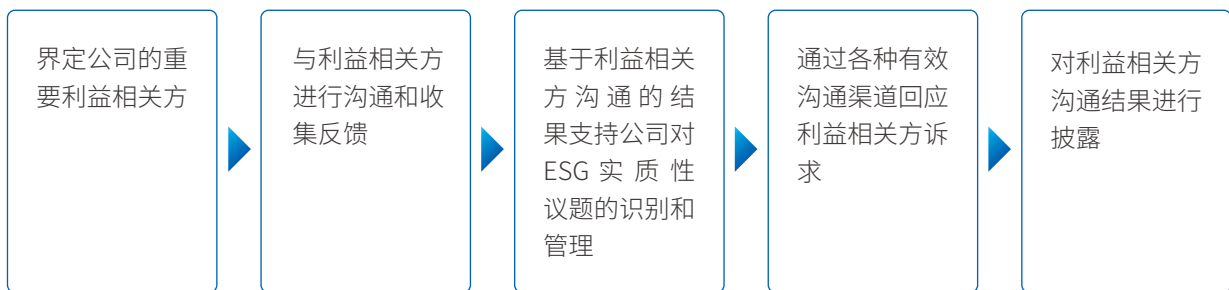 界定公司的重
要利益相关方
与利益相关方
进行沟通和收
集反馈
基于利益相关
方沟通的结
果支持公司对
ESG实质性
议题的识别和
管理
通过各种有效
沟通渠道回应
利益相关方诉
求
对利益相关方
沟通结果进行
披露